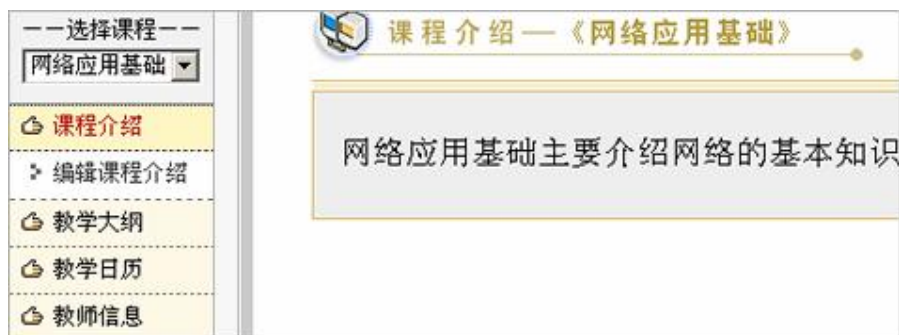 ——选择课程——
网络应用基础
课程介绍
编辑课程介绍
教学大纲
教学日历
教师信息
课程介绍—《网络应用基础》
网络应用基础主要介绍网络的基本知识